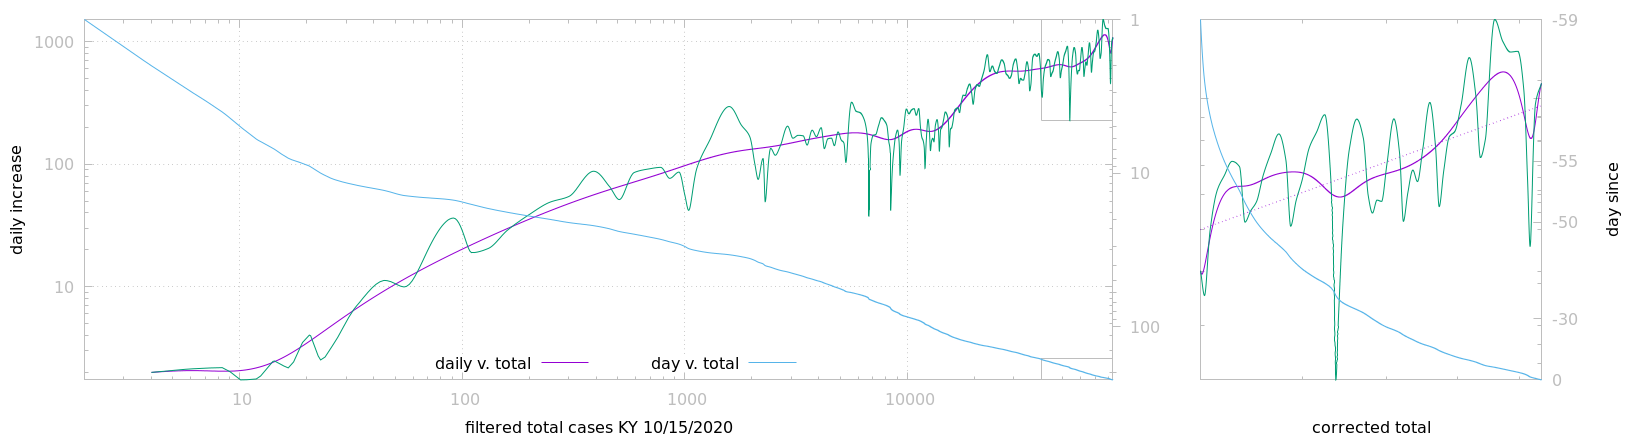 1000
100
10
daily increase
10
100
1000
10000
filtered total cases KY 10/15/2020
daily v. total
day v. total
1
10
100
-59
-55
-50
-30
0
day since
corrected total